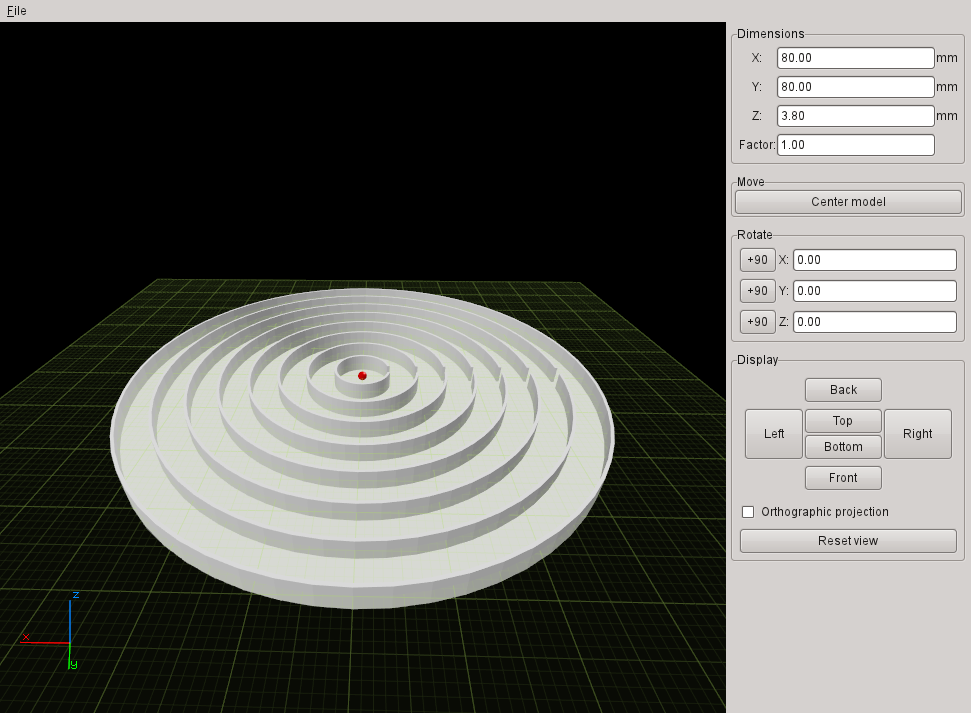 File
Dimensions
X: 80.00 mm
Y: 80.00 mm
Z: 3.80 mm
Factor: 1.00
Move
Center model
Rotate
+90 X: 0.00
+90 Y: 0.00
+90 Z: 0.00
Display
Back
Left Top Right
Bottom
Front
Orthographic projection
Reset view
z
x
y